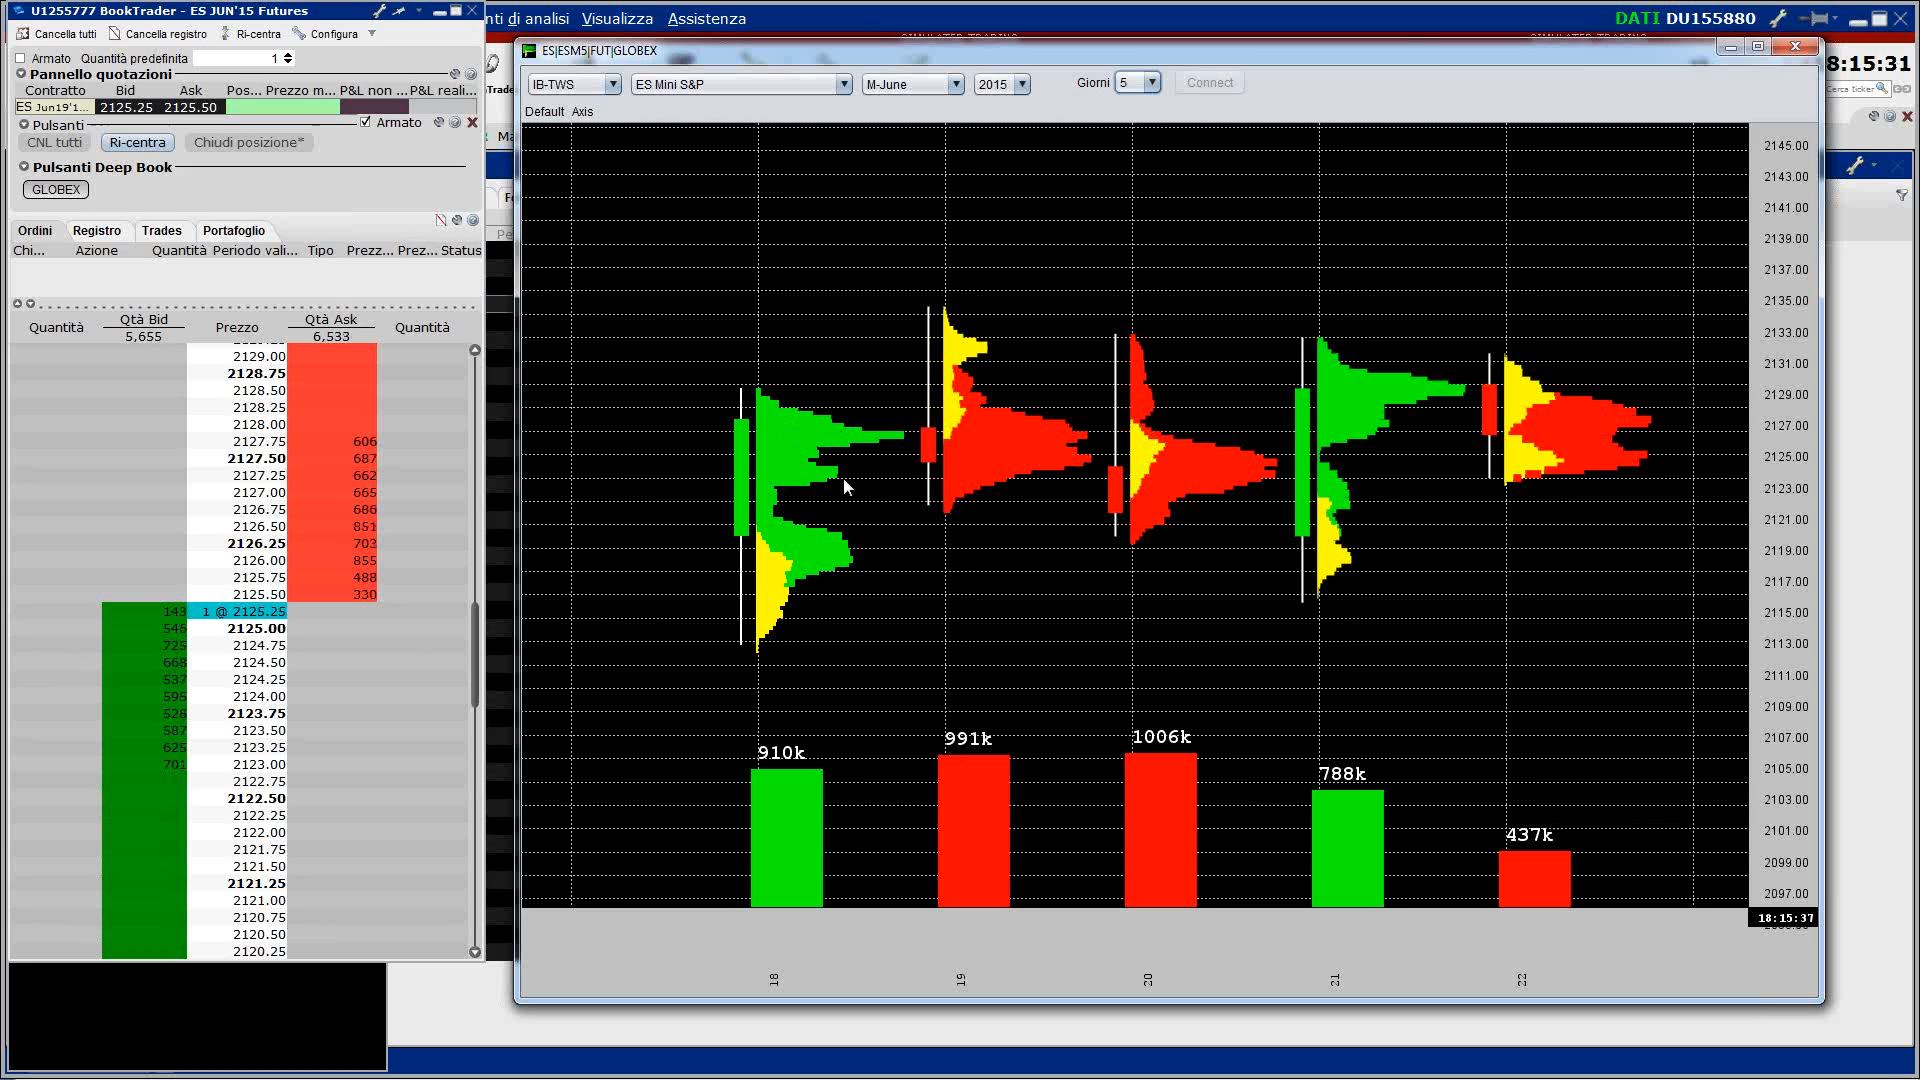 U1255777 BookTrader - ES JUN'15 Futures
nti di analisi Visualizza Assistenza
DATI DU155880
Cancella tutti Cancella registro Ri-centra Configura
Armato Quantità predefinita 1
Pannello quotazioni
Contratto Bid Ask Pos... Prezzo m... P&L non ... P&L reali...
ES Jun19'1... 2125.25 2125.50
Pulsanti Armato
CNL tutti Ri-centra Chiudi posizione*
Pulsanti Deep Book
GLOBEX
Ordini Registro Trades Portafoglio
Chi... Azione Quantità Periodo vali... Tipo Prezz... Prez... Status
Quantità Qtà Bid Prezzo Qtà Ask Quantità
5,655 6,533
2129.00
2128.75
2128.50
2128.25
2128.00
2127.75 606
2127.50 687
2127.25 662
2127.00 665
2126.75 686
2126.50 851
2126.25 703
2126.00 855
2125.75 488
2125.50 330
143 1 @ 2125.25
546 2125.00
725 2124.75
668 2124.50
537 2124.25
595 2124.00
528 2123.75
587 2123.50
625 2123.25
701 2123.00
2122.75
2122.50
2122.25
2122.00
2121.75
2121.50
2121.25
2121.00
2120.75
2120.50
2120.25
ES|ESM5|FUT|GLOBEX
IB-TWS ES Mini S&P M-June 2015 Giorni 5 Connect
Default Axis
8:15:31
Cerca ticker
2145.00
2143.00
2141.00
2139.00
2137.00
2135.00
2133.00
2131.00
2129.00
2127.00
2125.00
2123.00
2121.00
2119.00
2117.00
2115.00
2113.00
2111.00
2109.00
2107.00
2105.00
2103.00
2101.00
2099.00
2097.00
18:15:37
910k
991k
1006k
788k
437k
18
19
20
21
22